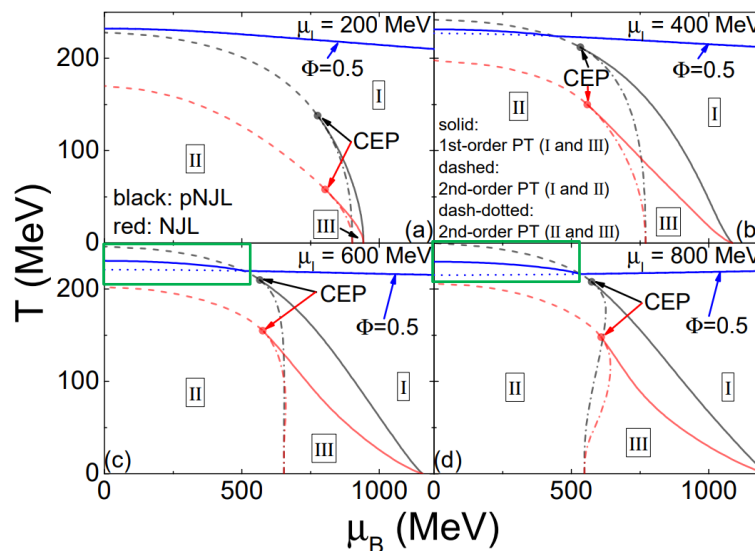 μI = 200 MeV
Φ=0.5
I
CEP
II
black: pNJL
red: NJL
III
(a)
μI = 400 MeV
Φ=0.5
CEP
I
II
solid:
1st-order PT (I and III)
dashed:
2nd-order PT (I and II)
dash-dotted:
2nd-order PT (II and III)
III
(b)
μI = 600 MeV
CEP
Φ=0.5
II
I
III
(c)
μI = 800 MeV
CEP
Φ=0.5
II
I
III
(d)
200
100
0
200
100
0
0
500
1000
0
500
1000
T (MeV)
μB (MeV)